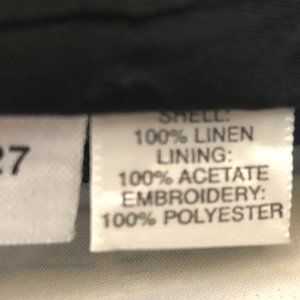 SHELL:
100% LINEN
LINING:
100% ACETATE
EMBROIDERY:
100% POLYESTER
27